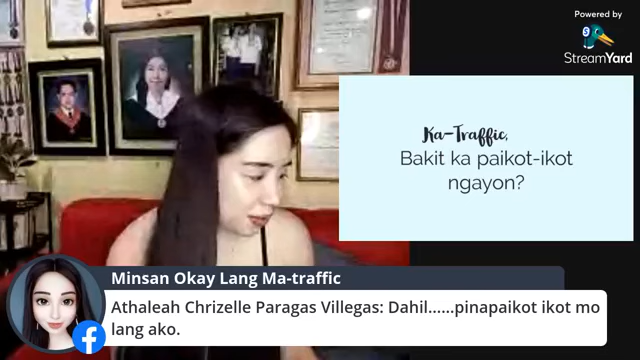 Powered by
StreamYard
Ka-Traffic,
Bakit ka paikot-ikot
ngayon?
Minsan Okay Lang Ma-traffic
Athaleah Chrizelle Paragas Villegas: Dahil......pinapaikot ikot mo
lang ako.